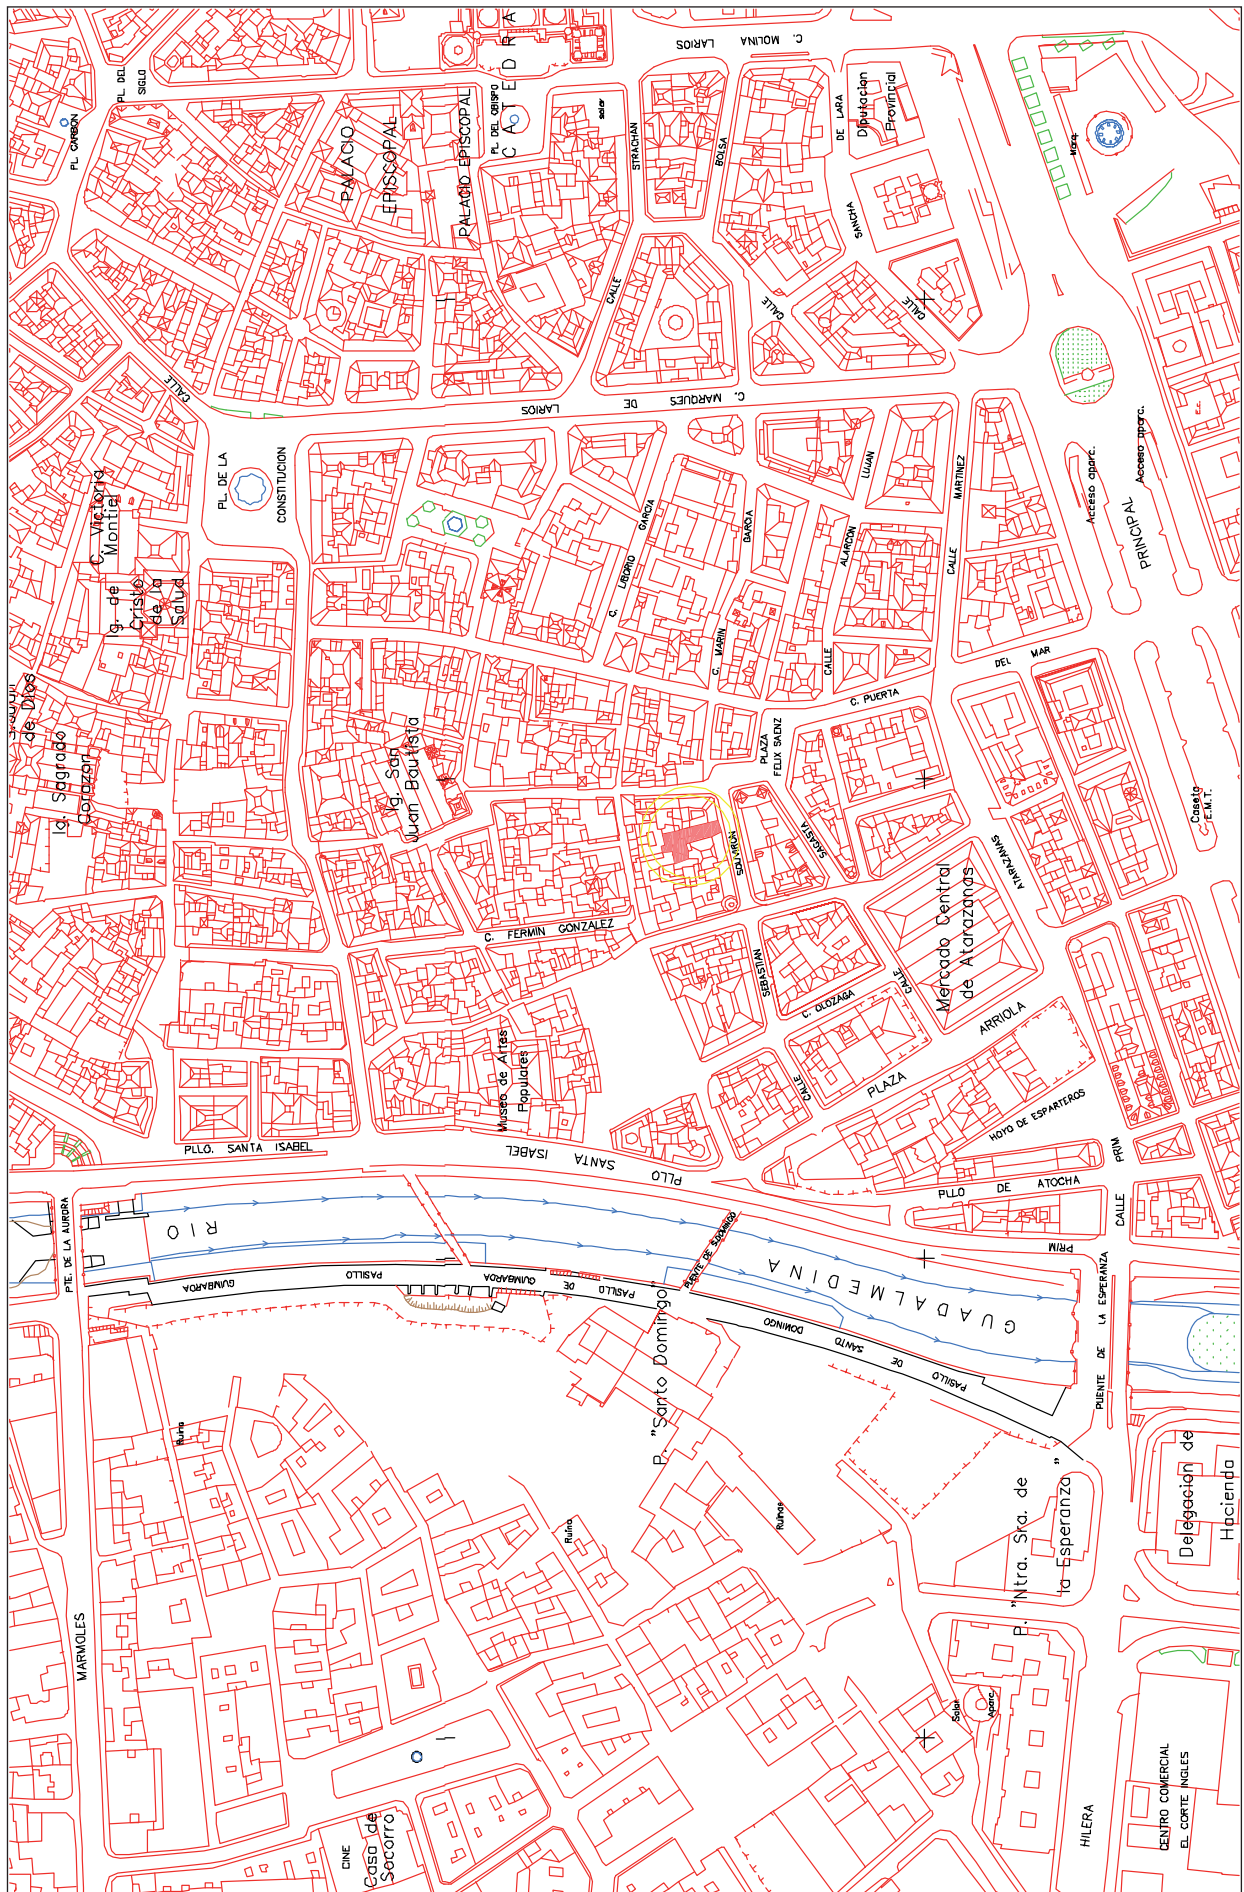 C. MOLINA
LARIOS
CATEDRA
PL. DEL
SIGLO
PL. CARBON
PALACIO
EPISCOPAL
PALACIO EPISCOPAL
PL. DEL OBISPO
solar
STRACHAN
BOLSA
DE LARA
Diputacion
Provincial
SANCHA
Marq.
CALLE
CALLE
CALLE
CALLE
C. MARQUES DE LARIOS
PL. DE LA
CONSTITUCION
C. Victoria
Montiel
Ig. de
Cristo
de la
Salud
C. LIBORIO
GARCIA
C. MARIN
GARCIA
CALLE
ALARCON
LUJAN
CALLE
MARTINEZ
Acceso aparc.
Acceso aparc.
PRINCIPAL
DEL MAR
C. PUERTA
PLAZA
FELIX SAENZ
de Dios
Ig. Sagrado
Corazon
Ig. San
Juan Bautista
SAGASTA
SOUVIRON
Caseta
E.M.T.
ATARAZANAS
Mercado Central
de Atarazanas
C. FERMIN GONZALEZ
SEBASTIAN
C. OLOZAGA
CALLE
CALLE
PLAZA
ARRIOLA
HOYO DE ESPARTEROS
Museo de Artes
Populares
PLLO. SANTA ISABEL
PLLO SANTA ISABEL
PLLO DE ATOCHA
PRIM
CALLE
PRIM
PTE. DE LA AURORA
RIO
GUADALMEDINA
PASILLO GUIMBARDA
PASILLO DE GUIMBARDA
PUENTE DE S.DOMINGO
PASILLO DE SANTO DOMINGO
PUENTE DE LA ESPERANZA
P. "Santo Domingo"
Ruina
Ruina
Ruinas
P. "Ntra. Sra. de
la Esperanza"
Delegacion de
Hacienda
MARMOLES
Solar
Aparc.
CINE
Casa de
Socorro
HILERA
CENTRO COMERCIAL
EL CORTE INGLES